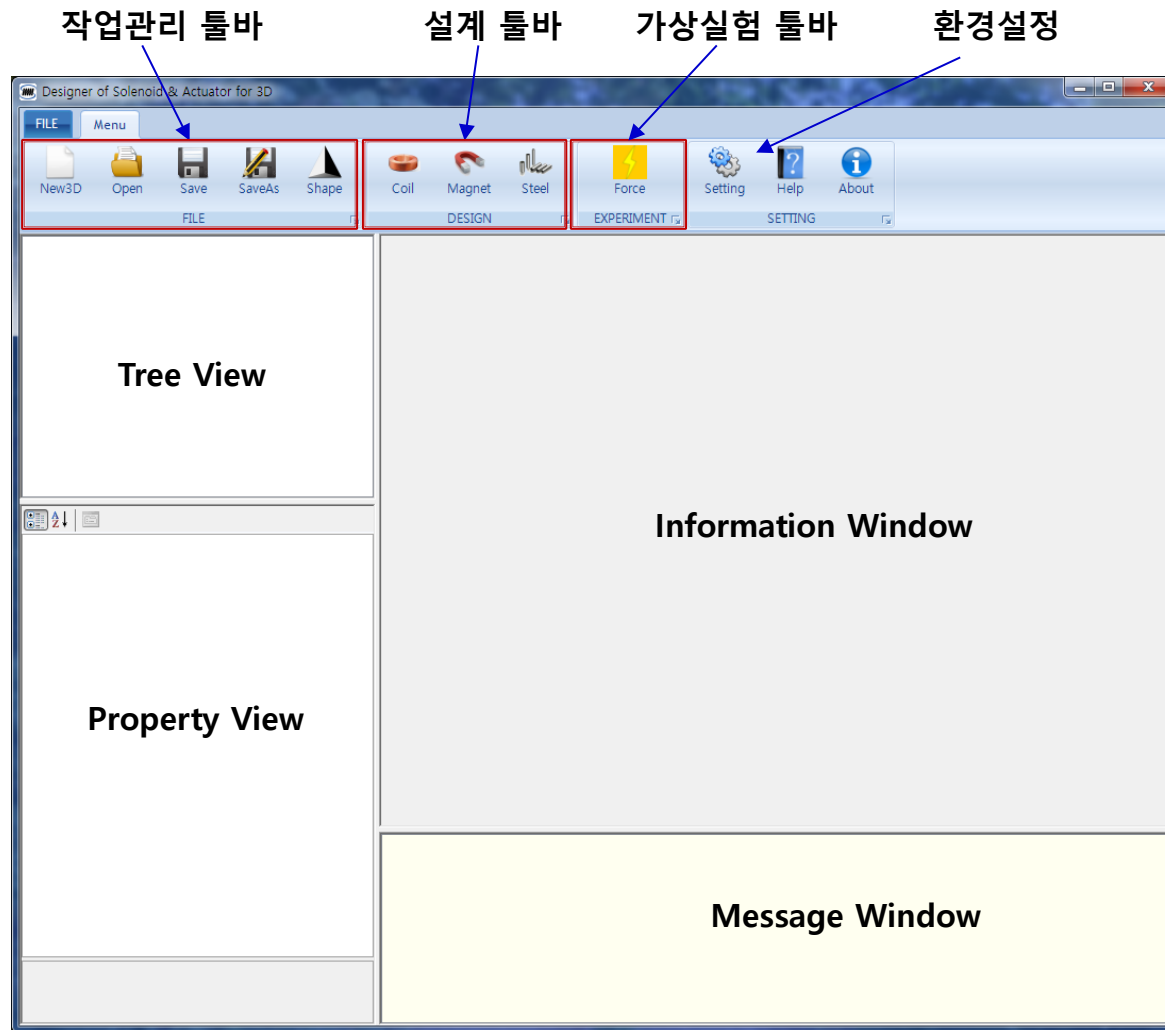 작업관리 툴바 설계 툴바 가상실험 툴바 환경설정
Designer of Solenoid & Actuator for 3D
FILE Menu
New3D Open Save SaveAs Shape Coil Magnet Steel Force Setting Help About
FILE DESIGN EXPERIMENT SETTING
Tree View
Information Window
Property View
Message Window